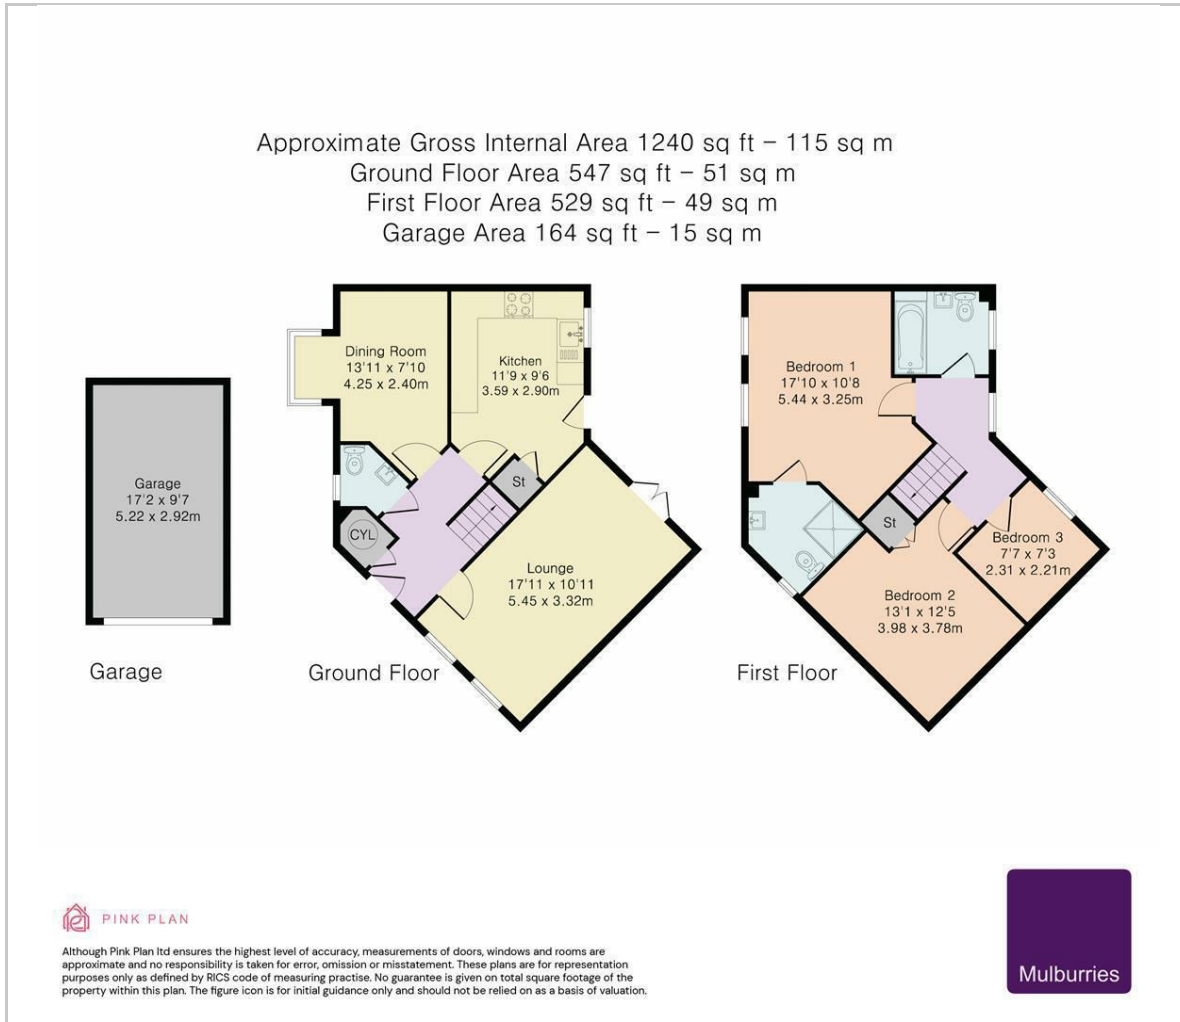 Approximate Gross Internal Area 1240 sq ft – 115 sq m
Ground Floor Area 547 sq ft – 51 sq m
First Floor Area 529 sq ft – 49 sq m
Garage Area 164 sq ft – 15 sq m
Garage
17'2 x 9'7
5.22 x 2.92m
Garage
Dining Room
13'11 x 7'10
4.25 x 2.40m
Kitchen
11'9 x 9'6
3.59 x 2.90m
St
CYL
Lounge
17'11 x 10'11
5.45 x 3.32m
Ground Floor
Bedroom 1
17'10 x 10'8
5.44 x 3.25m
St
Bedroom 3
7'7 x 7'3
2.31 x 2.21m
Bedroom 2
13'1 x 12'5
3.98 x 3.78m
First Floor
PINK PLAN
Although Pink Plan ltd ensures the highest level of accuracy, measurements of doors, windows and rooms are
approximate and no responsibility is taken for error, omission or misstatement. These plans are for representation
purposes only as defined by RICS code of measuring practise. No guarantee is given on total square footage of the
property within this plan. The figure icon is for initial guidance only and should not be relied on as a basis of valuation.
Mulburries